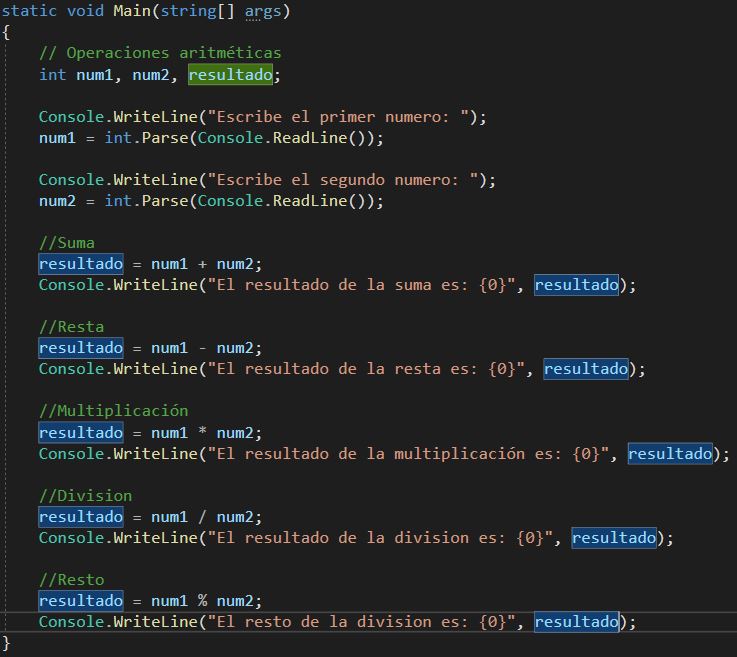 static void Main(string[] args)
{
// Operaciones aritméticas
int num1, num2, resultado;
Console.WriteLine("Escribe el primer numero: ");
num1 = int.Parse(Console.ReadLine());
Console.WriteLine("Escribe el segundo numero: ");
num2 = int.Parse(Console.ReadLine());
//Suma
resultado = num1 + num2;
Console.WriteLine("El resultado de la suma es: {0}", resultado);
//Resta
resultado = num1 - num2;
Console.WriteLine("El resultado de la resta es: {0}", resultado);
//Multiplicación
resultado = num1 * num2;
Console.WriteLine("El resultado de la multiplicación es: {0}", resultado);
//Division
resultado = num1 / num2;
Console.WriteLine("El resultado de la division es: {0}", resultado);
//Resto
resultado = num1 % num2;
Console.WriteLine("El resto de la division es: {0}", resultado);
}